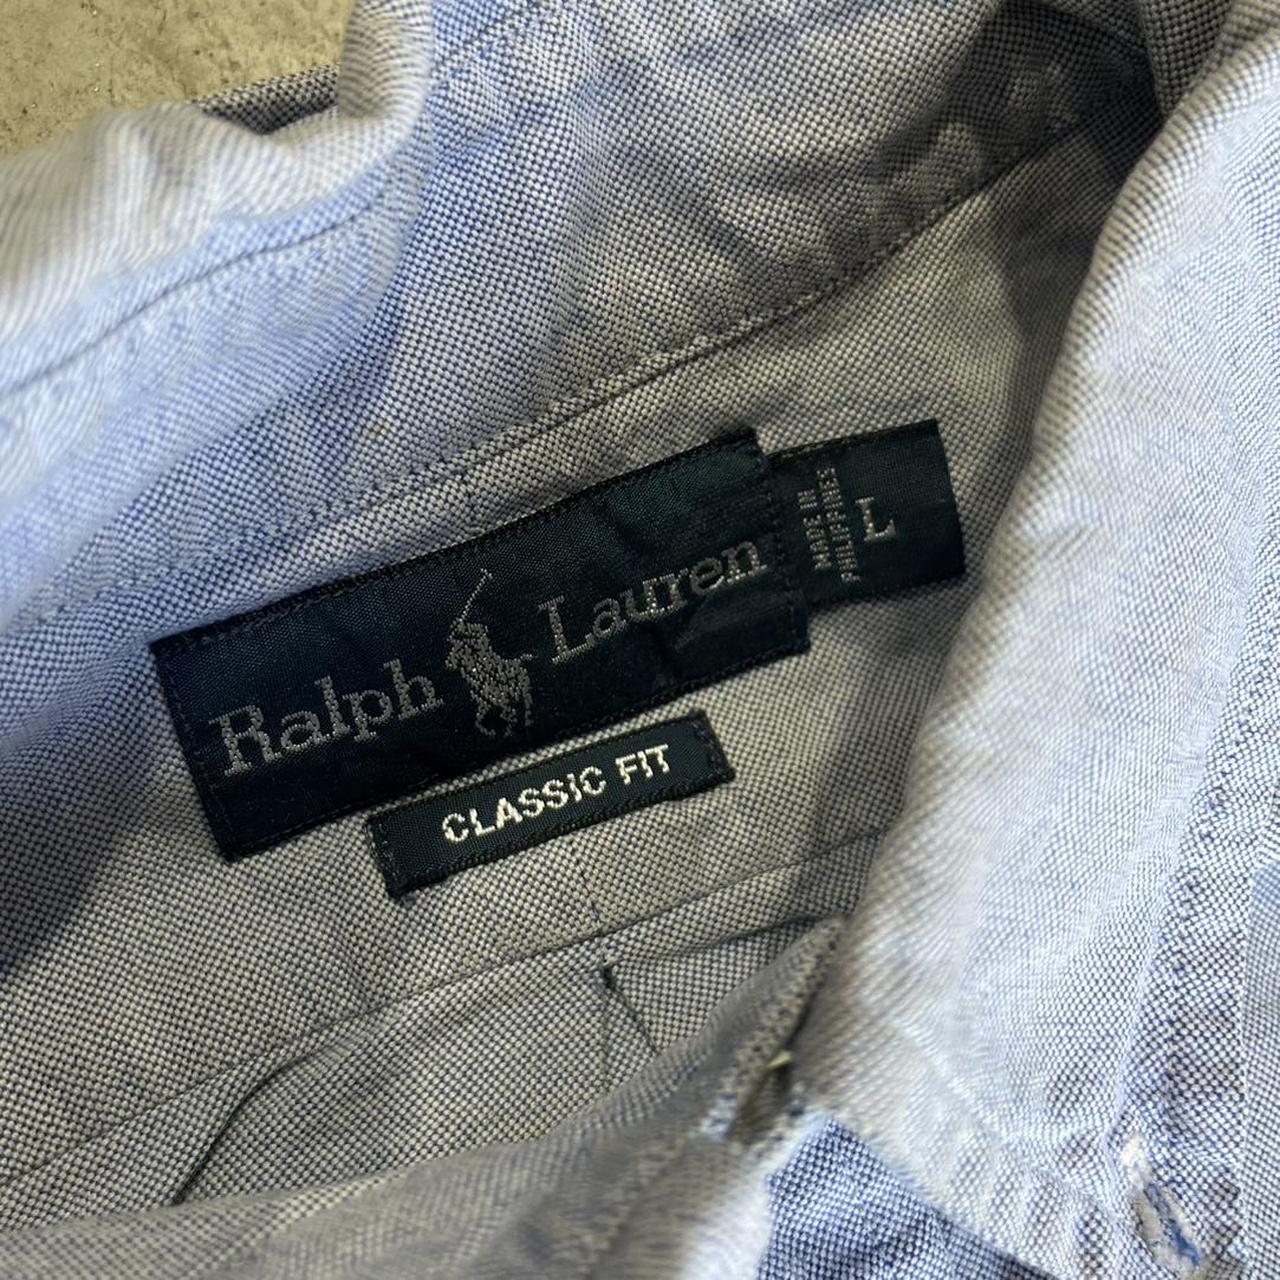 Ralph Lauren
MADE IN
PHILIPPINES
L
CLASSIC FIT